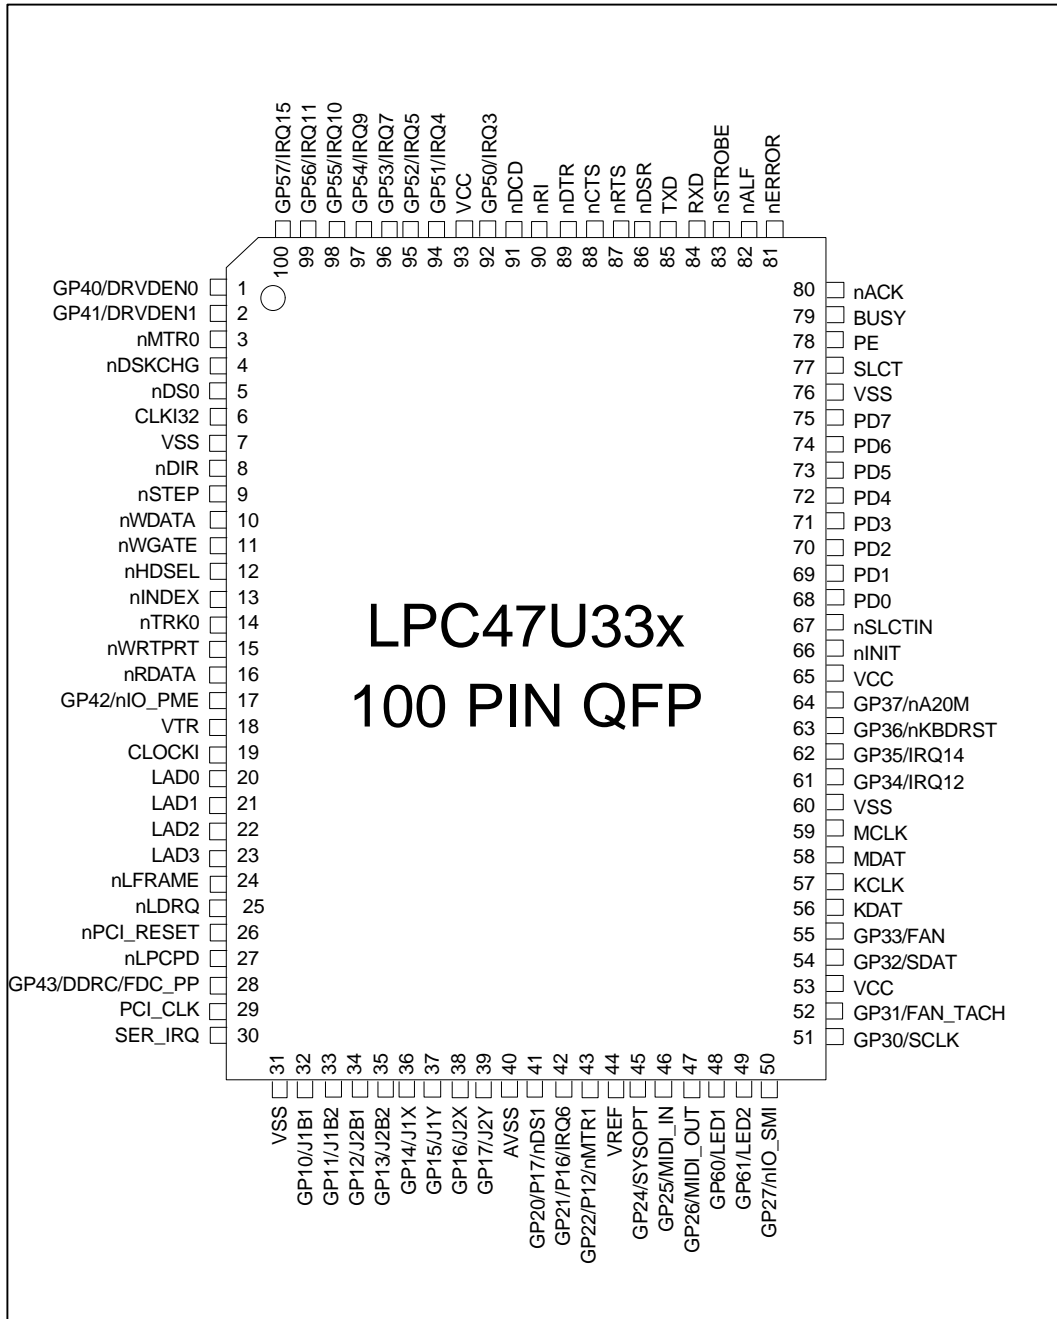 GP57/IRQ15
GP56/IRQ11
GP55/IRQ10
GP54/IRQ9
GP53/IRQ7
GP52/IRQ5
GP51/IRQ4
VCC
GP50/IRQ3
nDCD
nRI
nDTR
nCTS
nRTS
nDSR
TXD
RXD
nSTROBE
nALF
nERROR
100
99
98
97
96
95
94
93
92
91
90
89
88
87
86
85
84
83
82
81
GP40/DRVDEN0 1
GP41/DRVDEN1 2
nMTR0 3
nDSKCHG 4
nDS0 5
CLKI32 6
VSS 7
nDIR 8
nSTEP 9
nWDATA 10
nWGATE 11
nHDSEL 12
nINDEX 13
nTRK0 14
nWRTPRT 15
nRDATA 16
GP42/nIO_PME 17
VTR 18
CLOCKI 19
LAD0 20
LAD1 21
LAD2 22
LAD3 23
nLFRAME 24
nLDRQ 25
nPCI_RESET 26
nLPCPD 27
GP43/DDRC/FDC_PP 28
PCI_CLK 29
SER_IRQ 30
LPC47U33x
100 PIN QFP
80 nACK
79 BUSY
78 PE
77 SLCT
76 VSS
75 PD7
74 PD6
73 PD5
72 PD4
71 PD3
70 PD2
69 PD1
68 PD0
67 nSLCTIN
66 nINIT
65 VCC
64 GP37/nA20M
63 GP36/nKBDRST
62 GP35/IRQ14
61 GP34/IRQ12
60 VSS
59 MCLK
58 MDAT
57 KCLK
56 KDAT
55 GP33/FAN
54 GP32/SDAT
53 VCC
52 GP31/FAN_TACH
51 GP30/SCLK
31
32
33
34
35
36
37
38
39
40
41
42
43
44
45
46
47
48
49
50
VSS
GP10/J1B1
GP11/J1B2
GP12/J2B1
GP13/J2B2
GP14/J1X
GP15/J1Y
GP16/J2X
GP17/J2Y
AVSS
GP20/P17/nDS1
GP21/P16/IRQ6
GP22/P12/nMTR1
VREF
GP24/SYSOPT
GP25/MIDI_IN
GP26/MIDI_OUT
GP60/LED1
GP61/LED2
GP27/nIO_SMI